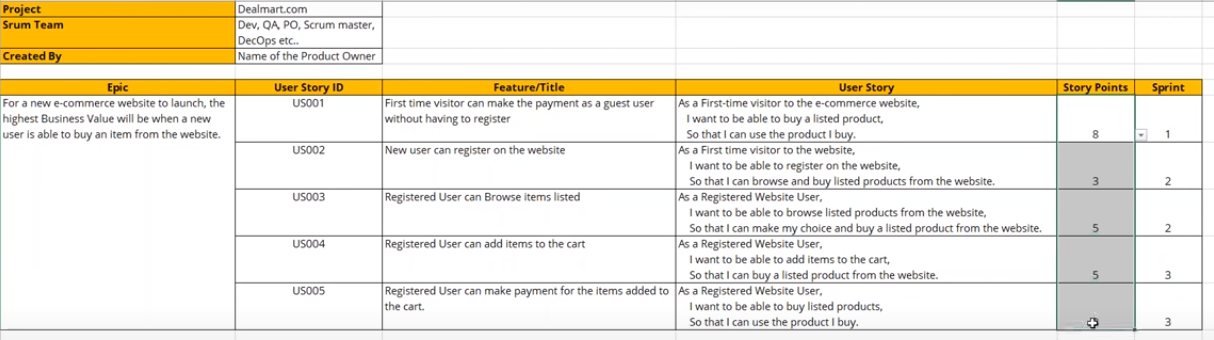 Project Dealmart.com
Srum Team Dev, QA, PO, Scrum master,
DecOps etc..
Created By Name of the Product Owner
Epic User Story ID Feature/Title User Story Story Points Sprint
For a new e-commerce website to launch, the
highest Business Value will be when a new
user is able to buy an item from the website.
US001
First time visitor can make the payment as a guest user
without having to register
As a First-time visitor to the e-commerce website,
I want to be able to buy a listed product,
So that I can use the product I buy.
8 1
US002
New user can register on the website
As a First time visitor to the website,
I want to be able to register on the website,
So that I can browse and buy listed products from the website.
3 2
US003
Registered User can Browse items listed
As a Registered Website User,
I want to be able to browse listed products from the website,
So that I can make my choice and buy a listed product from the website.
5 2
US004
Registered User can add items to the cart
As a Registered Website User,
I want to be able to add items to the cart,
So that I can buy a listed product from the website.
5 3
US005
Registered User can make payment for the items added to
the cart.
As a Registered Website User,
I want to be able to buy listed products,
So that I can use the product I buy.
3